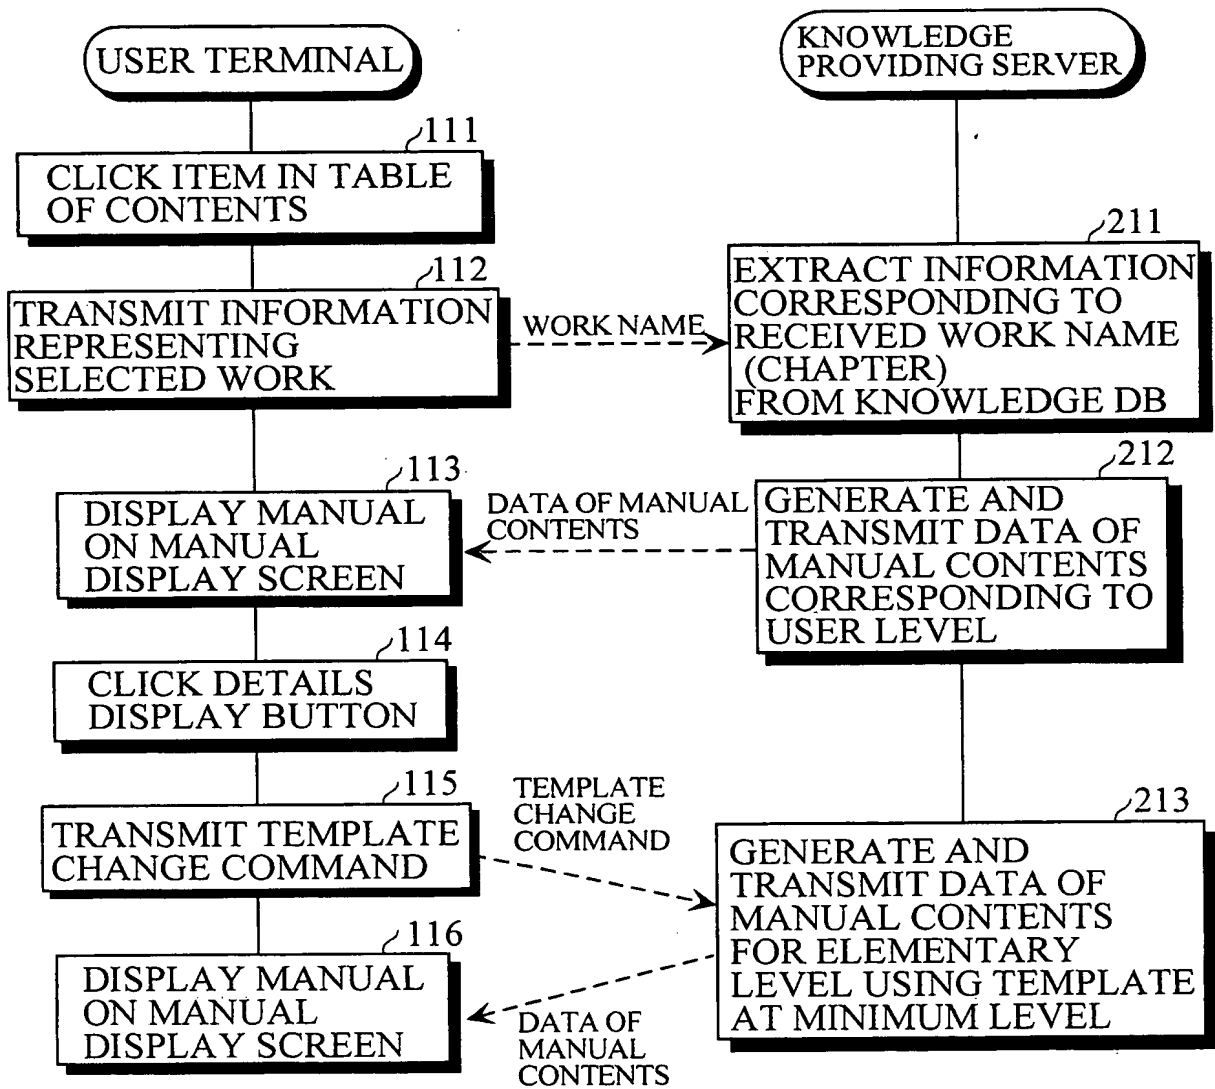 USER TERMINAL
KNOWLEDGE
PROVIDING SERVER
111
CLICK ITEM IN TABLE
OF CONTENTS
112
TRANSMIT INFORMATION
REPRESENTING
SELECTED WORK
WORK NAME
211
EXTRACT INFORMATION
CORRESPONDING TO
RECEIVED WORK NAME
(CHAPTER)
FROM KNOWLEDGE DB
113
DISPLAY MANUAL
ON MANUAL
DISPLAY SCREEN
DATA OF MANUAL
CONTENTS
212
GENERATE AND
TRANSMIT DATA OF
MANUAL CONTENTS
CORRESPONDING TO
USER LEVEL
114
CLICK DETAILS
DISPLAY BUTTON
115
TRANSMIT TEMPLATE
CHANGE COMMAND
TEMPLATE
CHANGE
COMMAND
213
GENERATE AND
TRANSMIT DATA OF
MANUAL CONTENTS
FOR ELEMENTARY
LEVEL USING TEMPLATE
AT MINIMUM LEVEL
116
DISPLAY MANUAL
ON MANUAL
DISPLAY SCREEN
DATA OF
MANUAL
CONTENTS